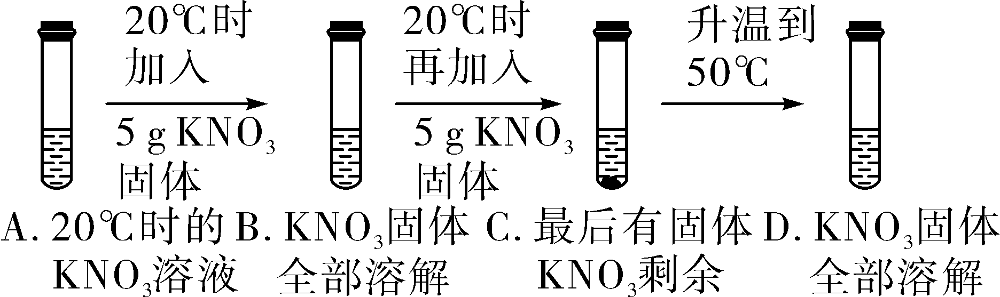 20℃时
加入
5 g KNO₃
固体
20℃时
再加入
5 g KNO₃
固体
升温到
50℃
A. 20℃时的
KNO₃溶液
B. KNO₃固体
全部溶解
C. 最后有固体
KNO₃剩余
D. KNO₃固体
全部溶解